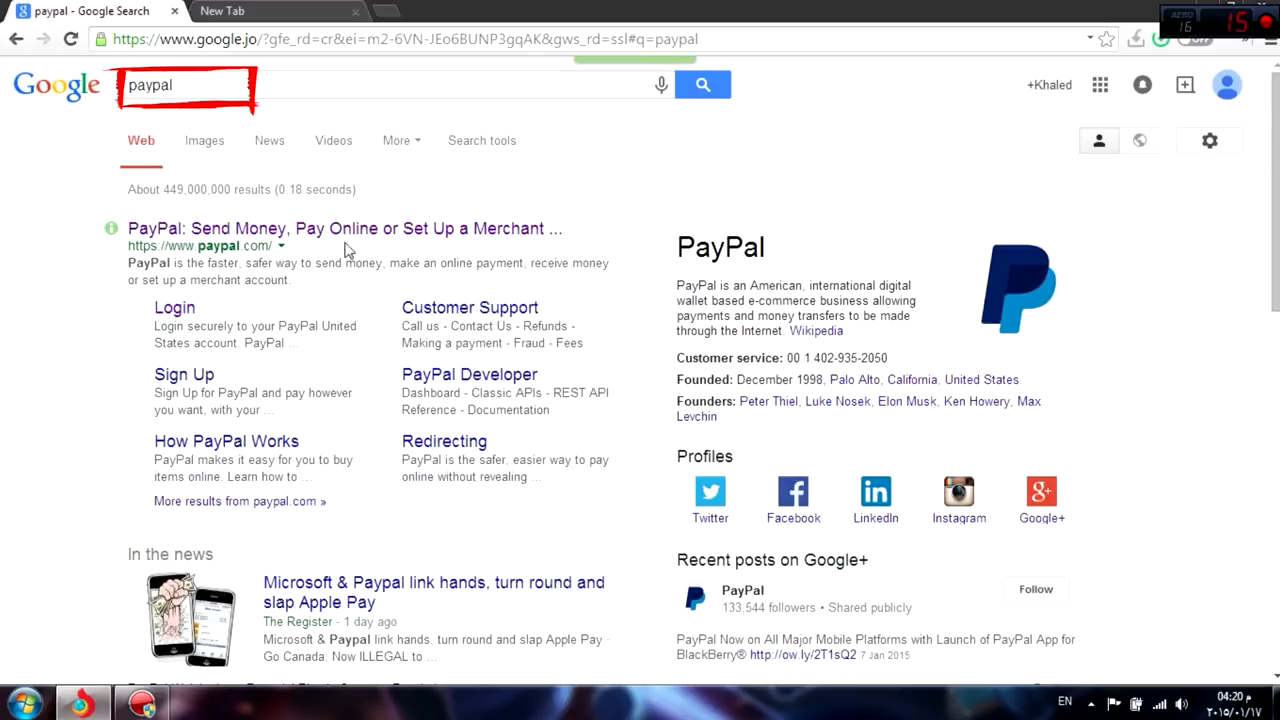 paypal - Google Search
New Tab
AERO
16
15
https://www.google.jo/?gfe_rd=cr&ei=m2-6VN-JEo6BUNP3gqAK&gws_rd=ssl#q=paypal
Google
paypal
+Khaled
Web
Images
News
Videos
More
Search tools
About 449,000,000 results (0.18 seconds)
PayPal: Send Money, Pay Online or Set Up a Merchant ...
https://www.paypal.com/
PayPal is the faster, safer way to send money, make an online payment, receive money
or set up a merchant account.
Login
Login securely to your PayPal United
States account. PayPal ...
Customer Support
Call us - Contact Us - Refunds -
Making a payment - Fraud - Fees
Sign Up
Sign Up for PayPal and pay however
you want, with your ...
PayPal Developer
Dashboard - Classic APIs - REST API
Reference - Documentation
How PayPal Works
PayPal makes it easy for you to buy
items online. Learn how to ...
Redirecting
PayPal is the safer, easier way to pay
online without revealing ...
More results from paypal.com »
In the news
Microsoft & Paypal link hands, turn round and
slap Apple Pay
The Register - 1 day ago
Microsoft & Paypal link hands, turn round and slap Apple Pay ·
Go Canada: Now ILLEGAL to ...
PayPal
PayPal is an American, international digital
wallet based e-commerce business allowing
payments and money transfers to be made
through the Internet. Wikipedia
Customer service: 00 1 402-935-2050
Founded: December 1998, Palo Alto, California, United States
Founders: Peter Thiel, Luke Nosek, Elon Musk, Ken Howery, Max
Levchin
Profiles
Twitter
Facebook
LinkedIn
Instagram
Google+
Recent posts on Google+
PayPal
133,544 followers • Shared publicly
Follow
PayPal Now on All Major Mobile Platforms with Launch of PayPal App for
BlackBerry® http://ow.ly/2T1sQ2 7 Jan 2015
EN
04:20 م
٢٠١٥/٠١/١٧